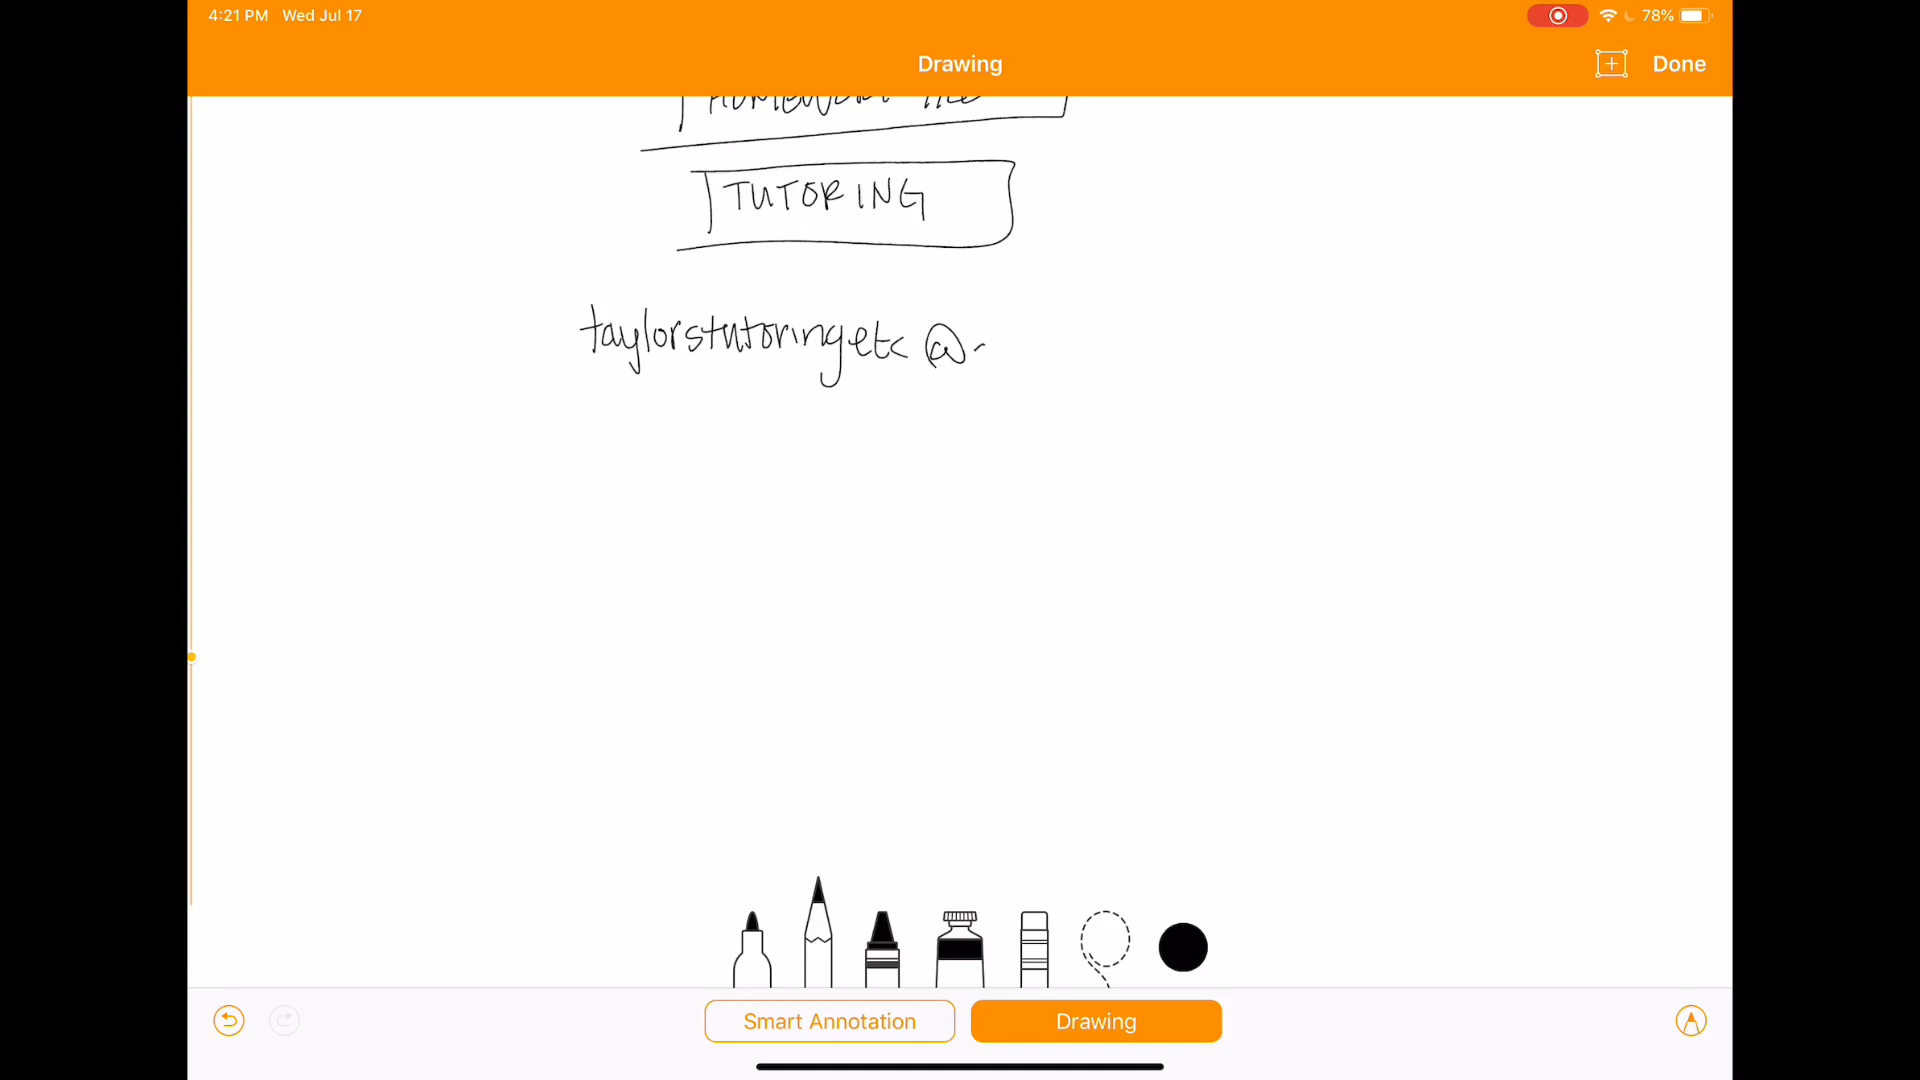 4:21 PM Wed Jul 17
78%
Drawing
Done
TUTORING
taylorstutoringetc @
Smart Annotation
Drawing